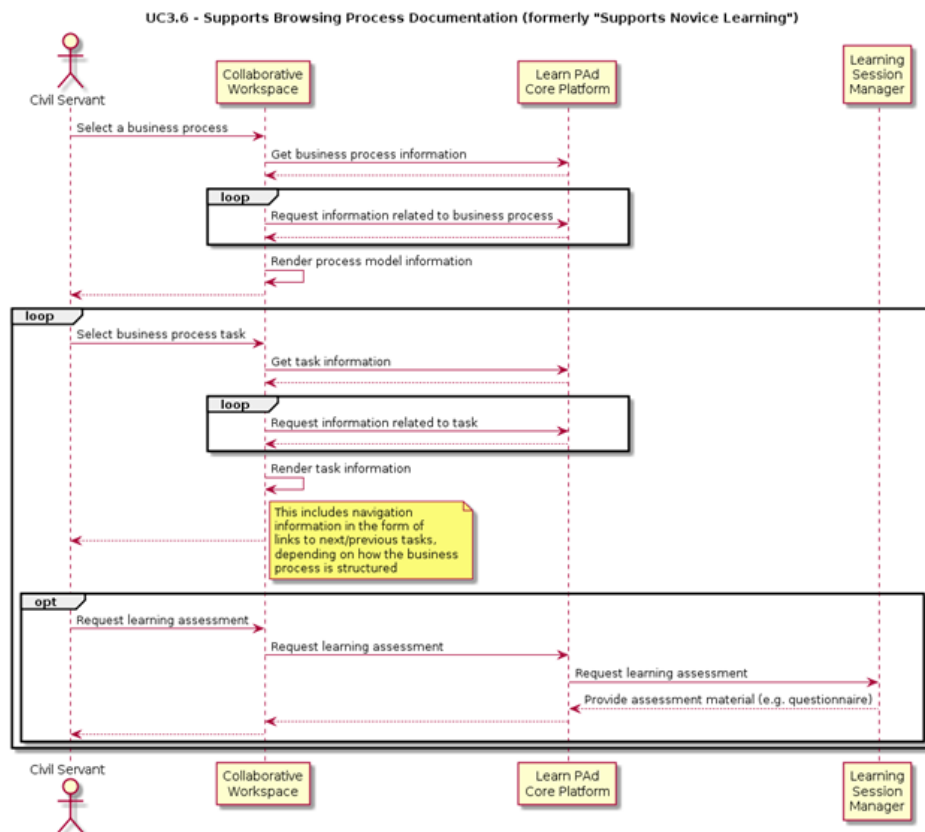 UC3.6 - Supports Browsing Process Documentation (formerly "Supports Novice Learning")
Civil Servant
Collaborative
Workspace
Learn PAd
Core Platform
Learning
Session
Manager
Select a business process
Get business process information
loop
Request information related to business process
Render process model information
loop
Select business process task
Get task information
loop
Request information related to task
Render task information
This includes navigation
information in the form of
links to next/previous tasks,
depending on how the business
process is structured
opt
Request learning assessment
Request learning assessment
Request learning assessment
Provide assessment material (e.g. questionnaire)
Civil Servant
Collaborative
Workspace
Learn PAd
Core Platform
Learning
Session
Manager